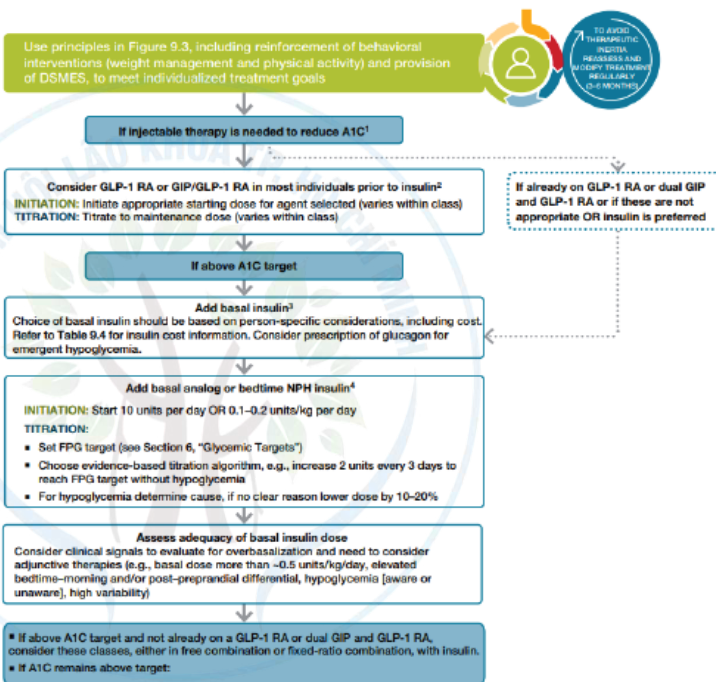 Use principles in Figure 9.3, including reinforcement of behavioral
interventions (weight management and physical activity) and provision
of DSMES, to meet individualized treatment goals
TO AVOID
THERAPEUTIC
INERTIA
REASSESS AND
MODIFY TREATMENT
REGULARLY
(3–6 MONTHS)
If injectable therapy is needed to reduce A1C¹
Consider GLP-1 RA or GIP/GLP-1 RA in most individuals prior to insulin²
INITIATION: Initiate appropriate starting dose for agent selected (varies within class)
TITRATION: Titrate to maintenance dose (varies within class)
If already on GLP-1 RA or dual GIP
and GLP-1 RA or if these are not
appropriate OR insulin is preferred
If above A1C target
Add basal insulin³
Choice of basal insulin should be based on person-specific considerations, including cost.
Refer to Table 9.4 for insulin cost information. Consider prescription of glucagon for
emergent hypoglycemia.
Add basal analog or bedtime NPH insulin⁴
INITIATION: Start 10 units per day OR 0.1–0.2 units/kg per day
TITRATION:
▪ Set FPG target (see Section 6, “Glycemic Targets”)
▪ Choose evidence-based titration algorithm, e.g., increase 2 units every 3 days to
reach FPG target without hypoglycemia
▪ For hypoglycemia determine cause, if no clear reason lower dose by 10–20%
Assess adequacy of basal insulin dose
Consider clinical signals to evaluate for overbasalization and need to consider
adjunctive therapies (e.g., basal dose more than ~0.5 units/kg/day, elevated
bedtime–morning and/or post–preprandial differential, hypoglycemia [aware or
unaware], high variability)
▪ If above A1C target and not already on a GLP-1 RA or dual GIP and GLP-1 RA,
consider these classes, either in free combination or fixed-ratio combination, with insulin.
▪ If A1C remains above target:
LÃO KHOA TP.
CHÍ MINH